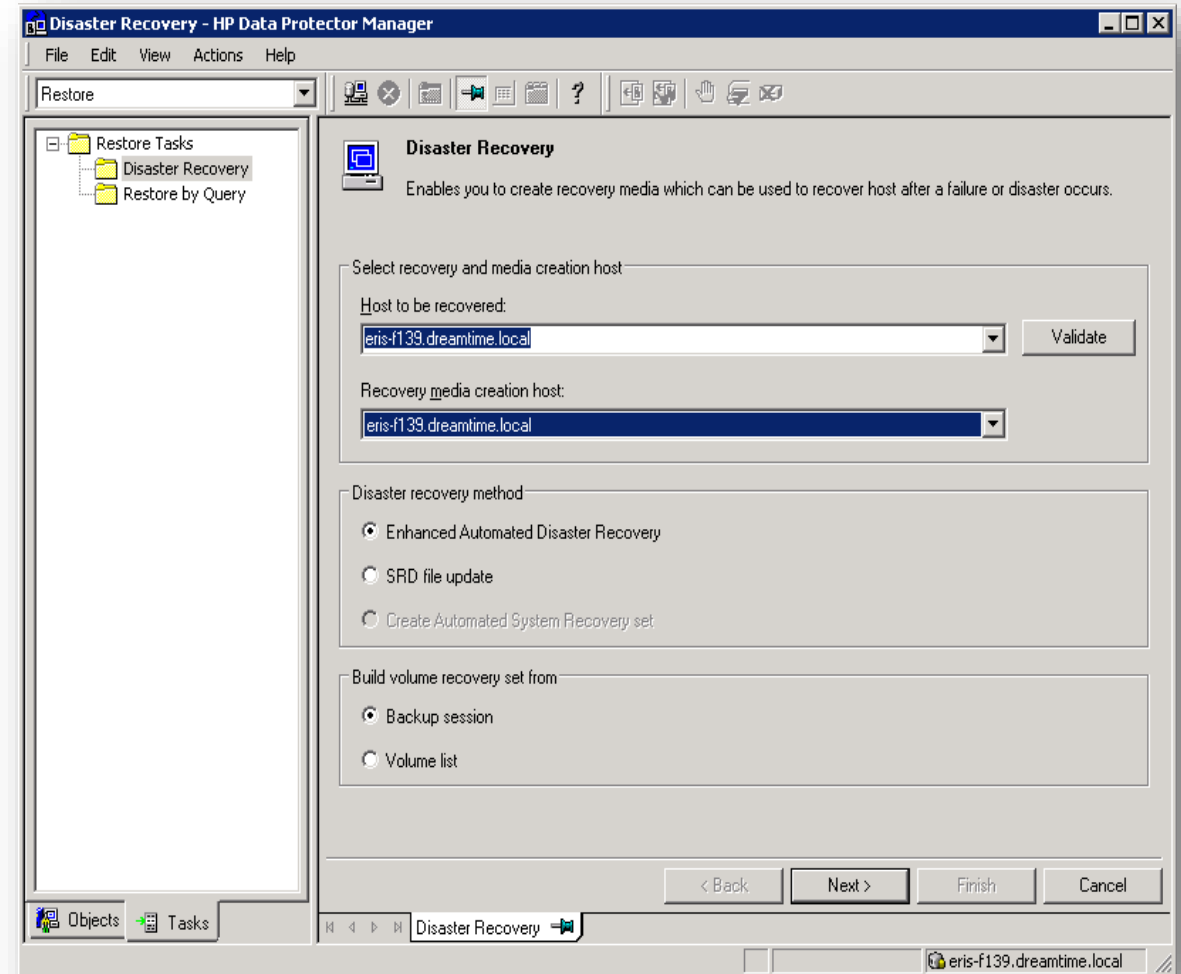 Disaster Recovery - HP Data Protector Manager
File Edit View Actions Help
Restore
?
Restore Tasks
Disaster Recovery
Restore by Query
Disaster Recovery
Enables you to create recovery media which can be used to recover host after a failure or disaster occurs.
Select recovery and media creation host
Host to be recovered:
eris-f139.dreamtime.local
Validate
Recovery media creation host:
eris-f139.dreamtime.local
Disaster recovery method
Enhanced Automated Disaster Recovery
SRD file update
Create Automated System Recovery set
Build volume recovery set from
Backup session
Volume list
< Back Next > Finish Cancel
Objects Tasks
Disaster Recovery
eris-f139.dreamtime.local